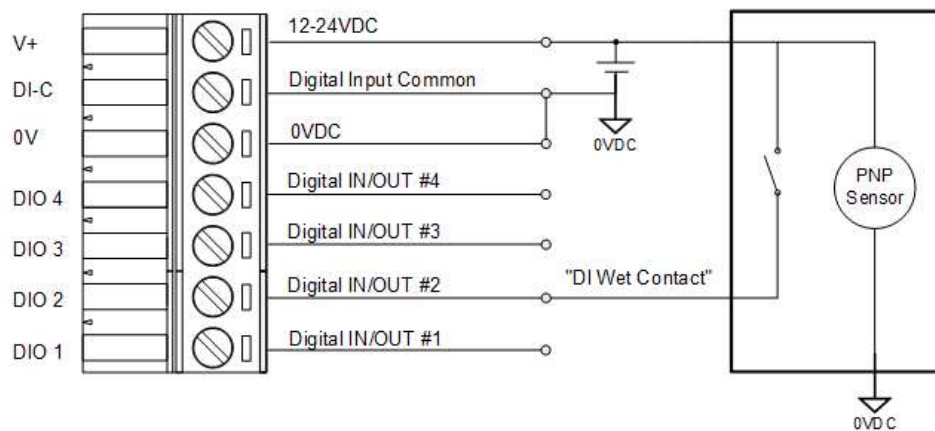 V+
12-24VDC
DI-C
Digital Input Common
0V
0VDC
0VDC
DIO 4
Digital IN/OUT #4
PNP
Sensor
DIO 3
Digital IN/OUT #3
DIO 2
Digital IN/OUT #2
"DI Wet Contact"
DIO 1
Digital IN/OUT #1
0VDC